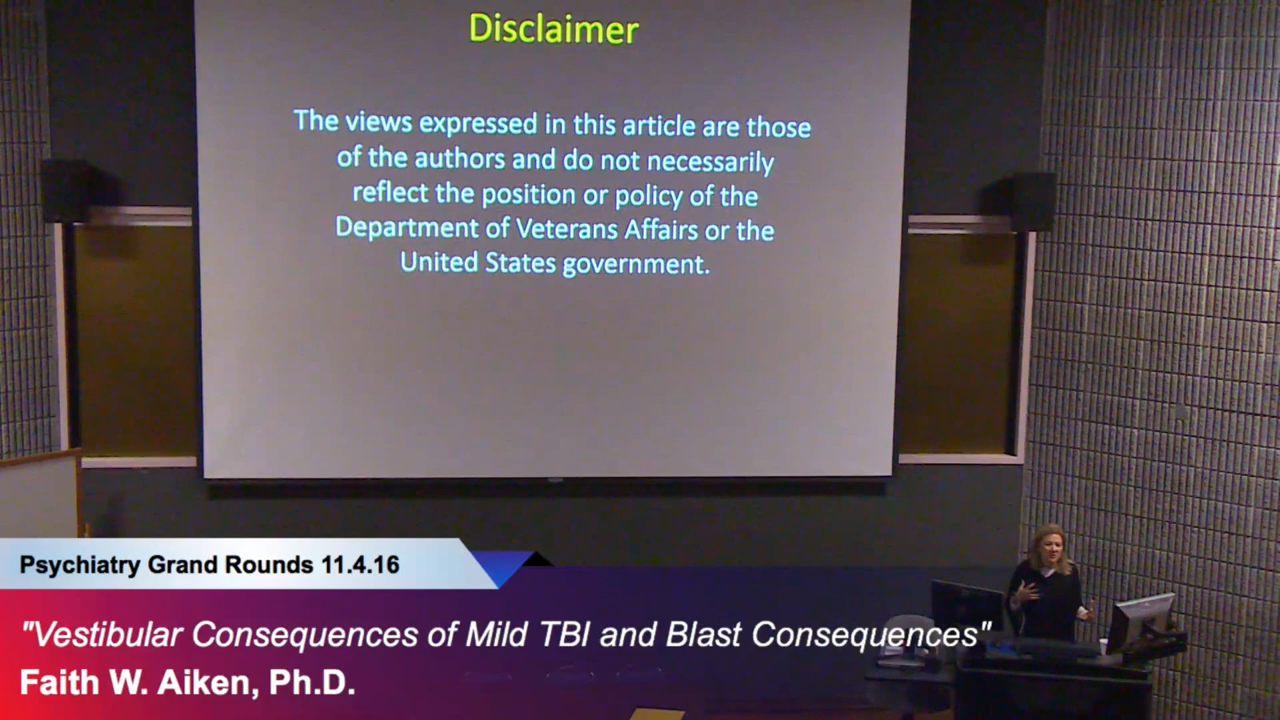 Disclaimer
The views expressed in this article are those
of the authors and do not necessarily
reflect the position or policy of the
Department of Veterans Affairs or the
United States government.
Psychiatry Grand Rounds 11.4.16
"Vestibular Consequences of Mild TBI and Blast Consequences"
Faith W. Aiken, Ph.D.